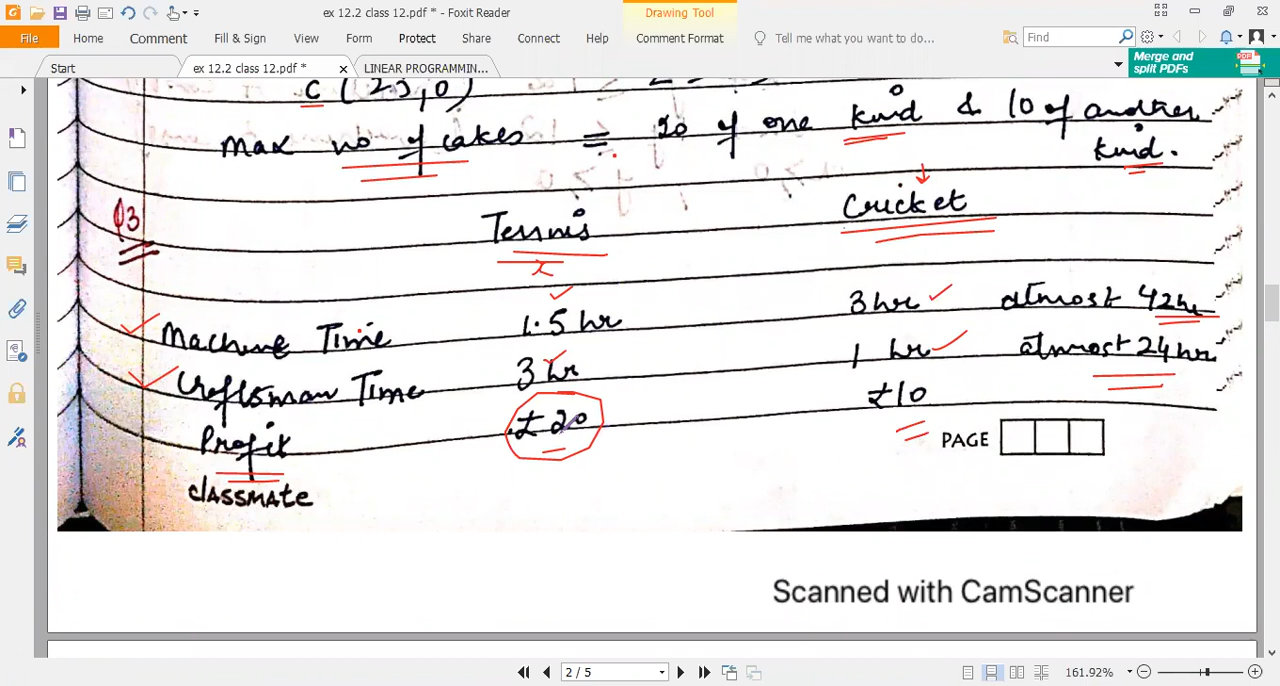 ex 12.2 class 12.pdf * - Foxit Reader
Drawing Tool
File Home Comment Fill & Sign View Form Protect Share Connect Help Comment Format Tell me what you want to do... Find
Start ex 12.2 class 12.pdf * LINEAR PROGRAMMIN... Merge and split PDFs
C (25,0)
Max no of cakes = 20 of one kind & 10 of another kind.
Q3 Tennis Cricket
x
Machine Time 1.5 hr 3 hr atmost 42hr
Craftsman Time 3 hr 1 hr atmost 24 hr
Profit ₹ 20 ₹10
PAGE
classmate
Scanned with CamScanner
2 / 5 161.92%